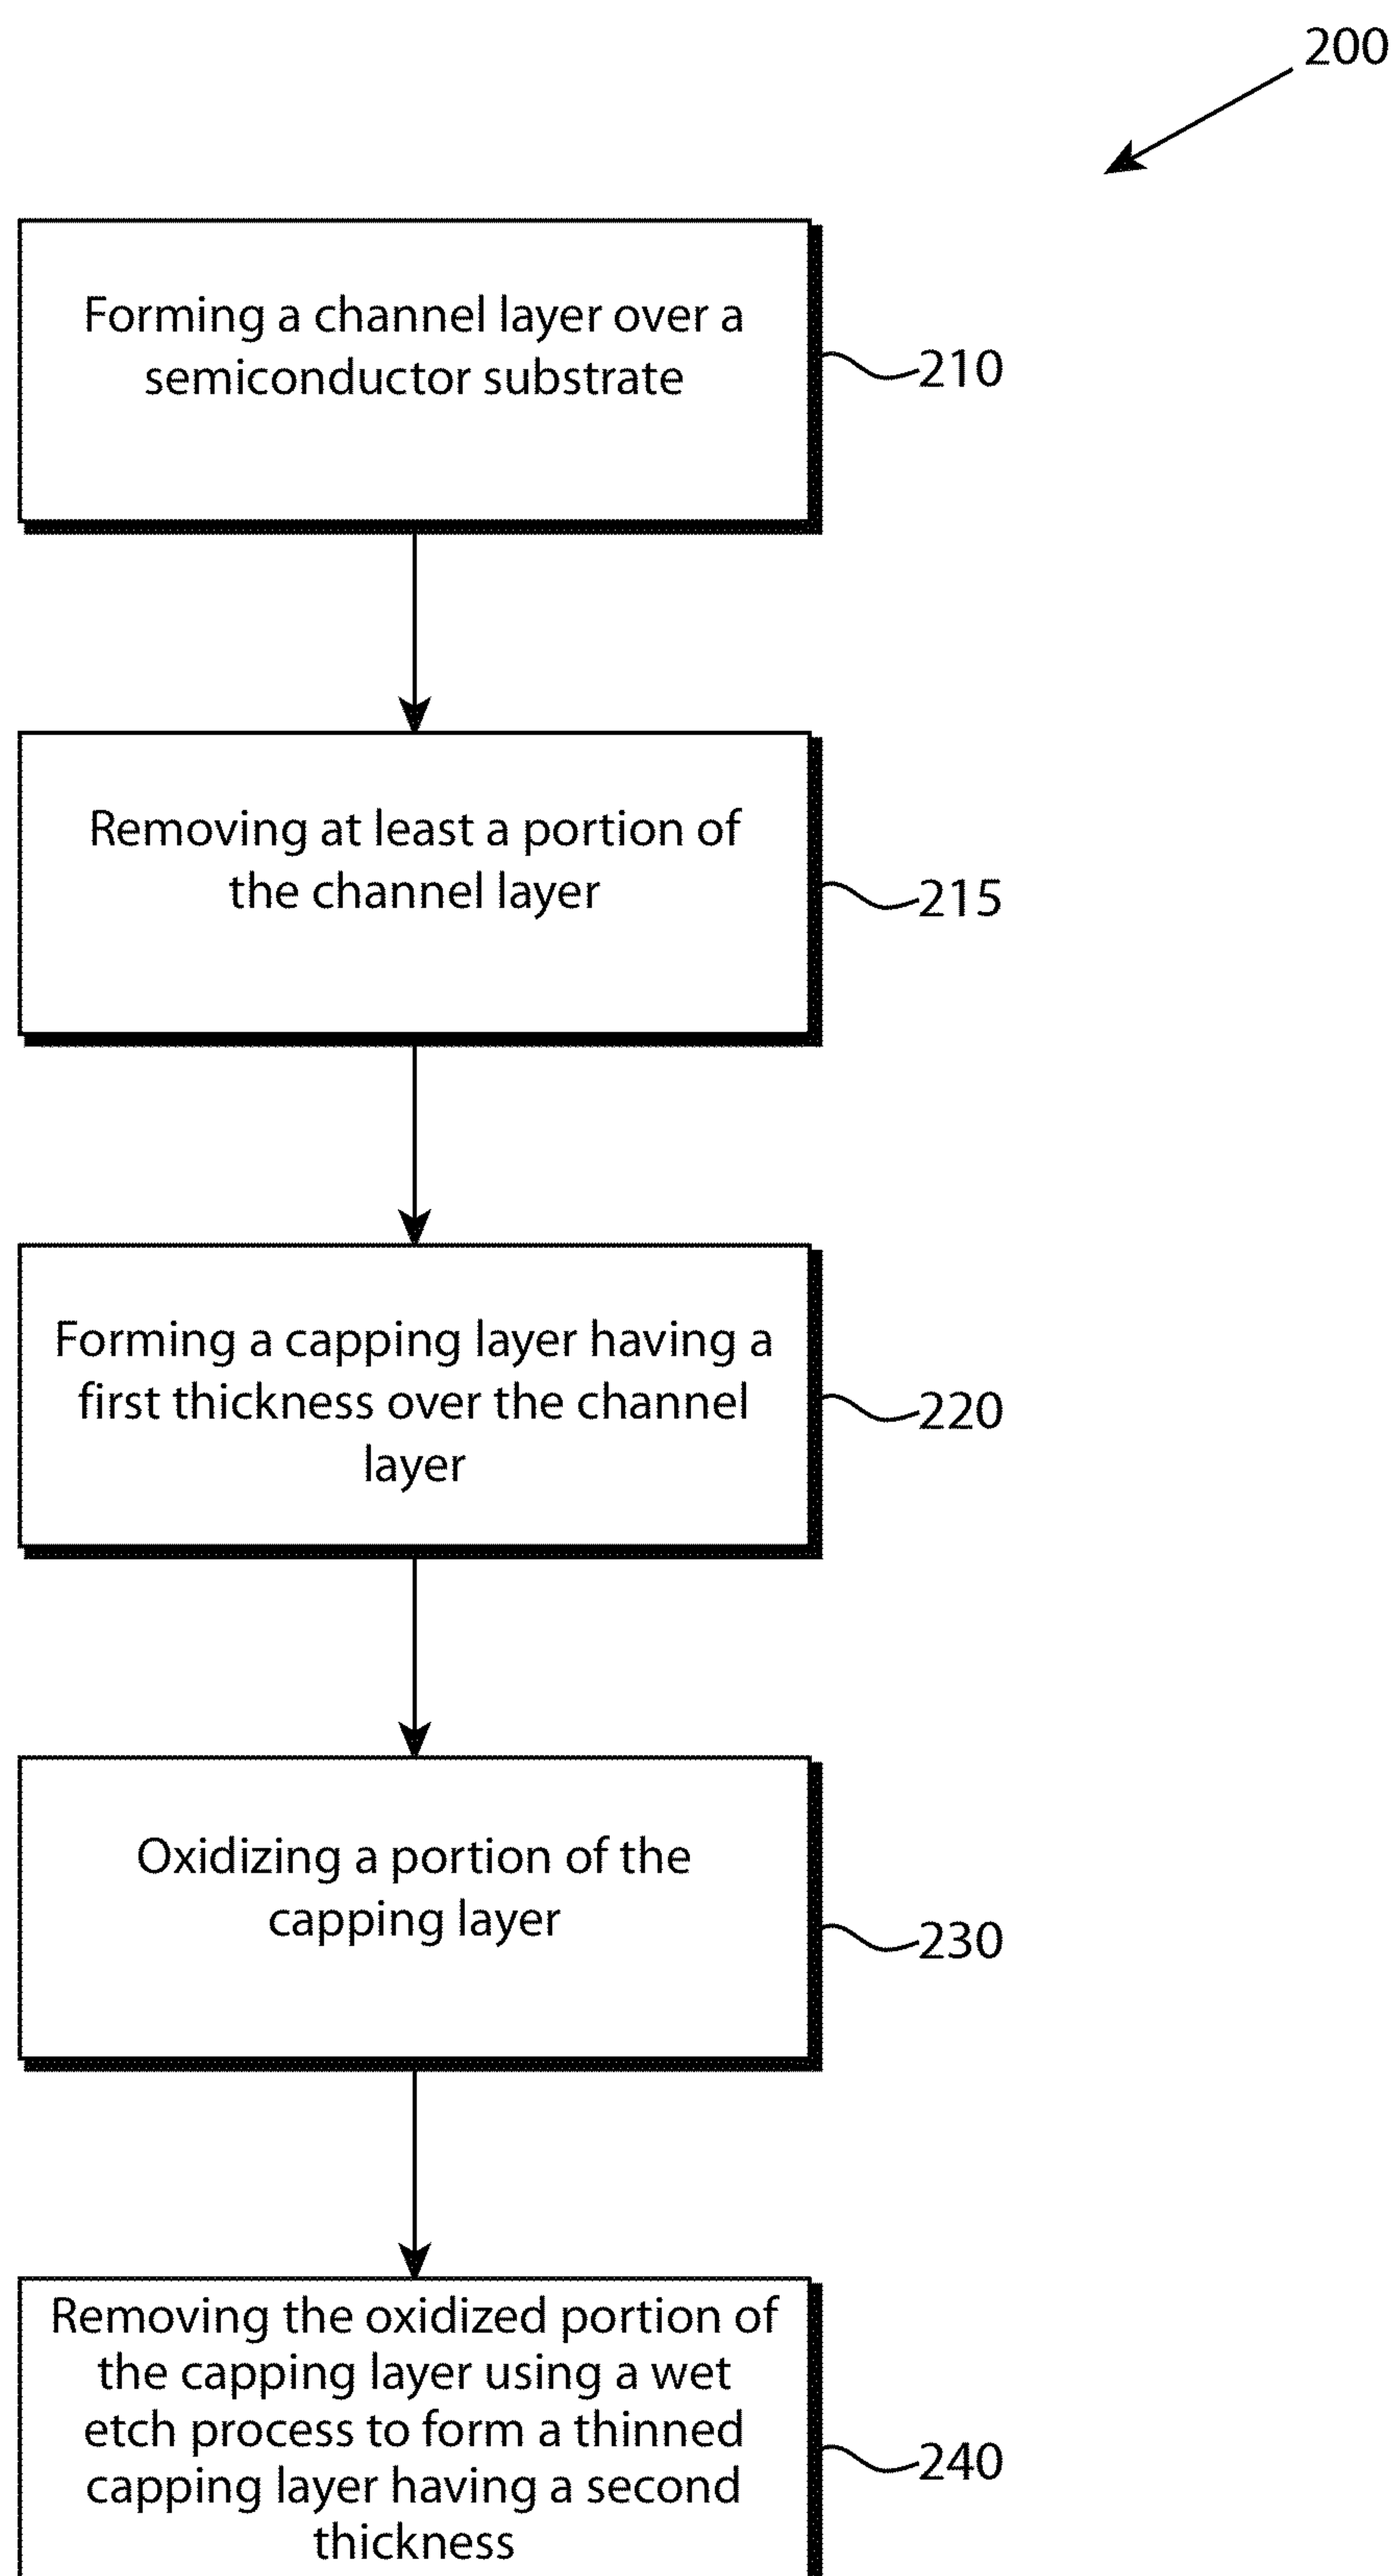 200
Forming a channel layer over a
semiconductor substrate
210
Removing at least a portion of
the channel layer
215
Forming a capping layer having a
first thickness over the channel
layer
220
Oxidizing a portion of the
capping layer
230
Removing the oxidized portion of
the capping layer using a wet
etch process to form a thinned
capping layer having a second
thickness
240